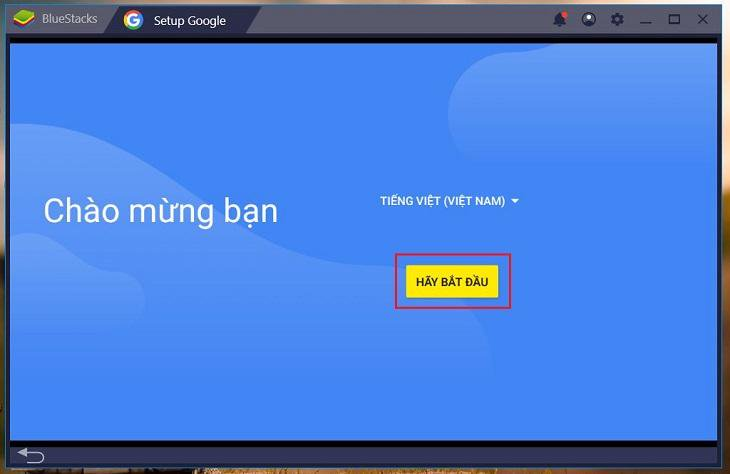 BlueStacks
Setup Google
Chào mừng bạn
TIẾNG VIỆT (VIỆT NAM)
HÃY BẮT ĐẦU